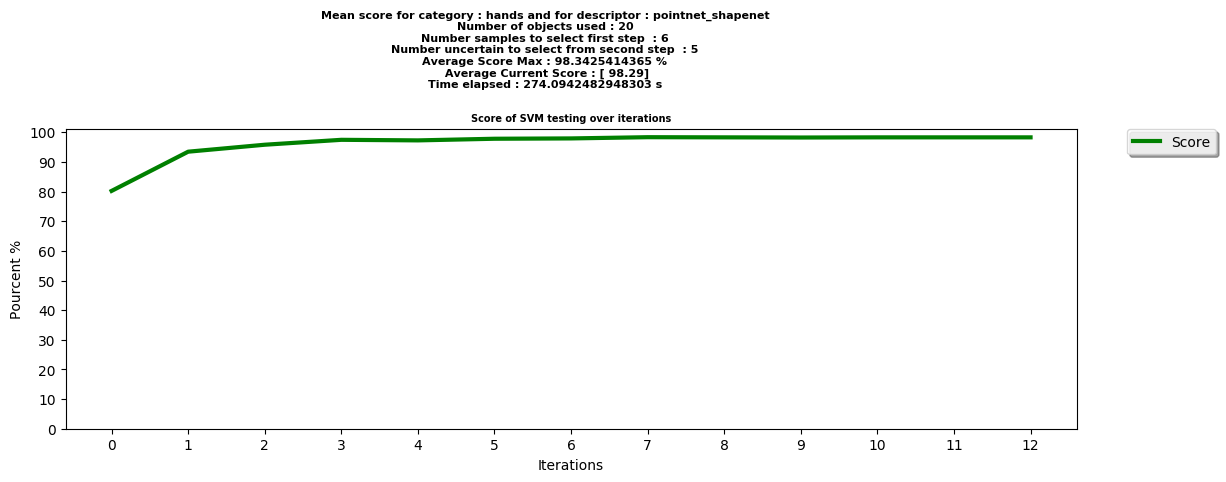 Mean score for category : hands and for descriptor : pointnet_shapenet
Number of objects used : 20
Number samples to select first step  : 6
Number uncertain to select from second step  : 5
Average Score Max : 98.3425414365 %
Average Current Score : [ 98.29]
Time elapsed : 274.0942482948303 s
Score of SVM testing over iterations
100
90
80
70
60
50
40
30
20
10
0
Pourcent %
0 1 2 3 4 5 6 7 8 9 10 11 12
Iterations
Score